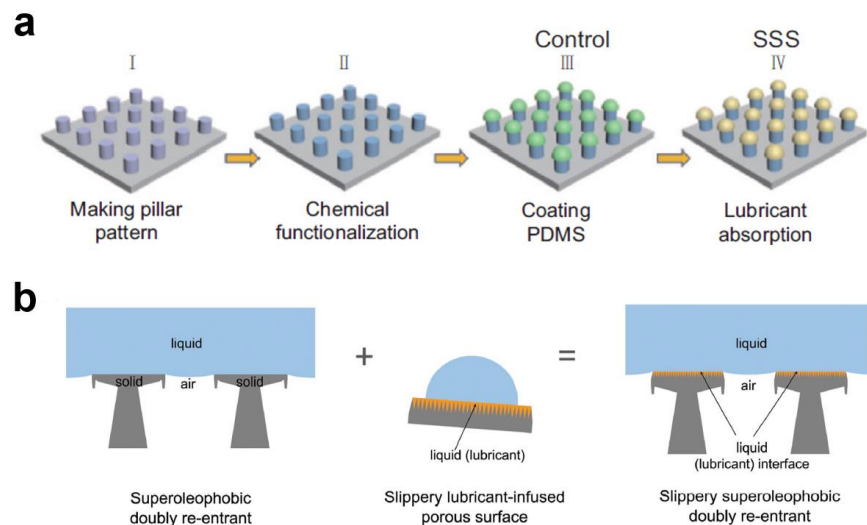 a
Control
SSS
I
II
III
IV
Making pillar
pattern
Chemical
functionalization
Coating
PDMS
Lubricant
absorption
b
liquid
solid
air
solid
Superoleophobic
doubly re-entrant
+
liquid (lubricant)
Slippery lubricant-infused
porous surface
=
liquid
air
liquid
(lubricant) interface
Slippery superoleophobic
doubly re-entrant